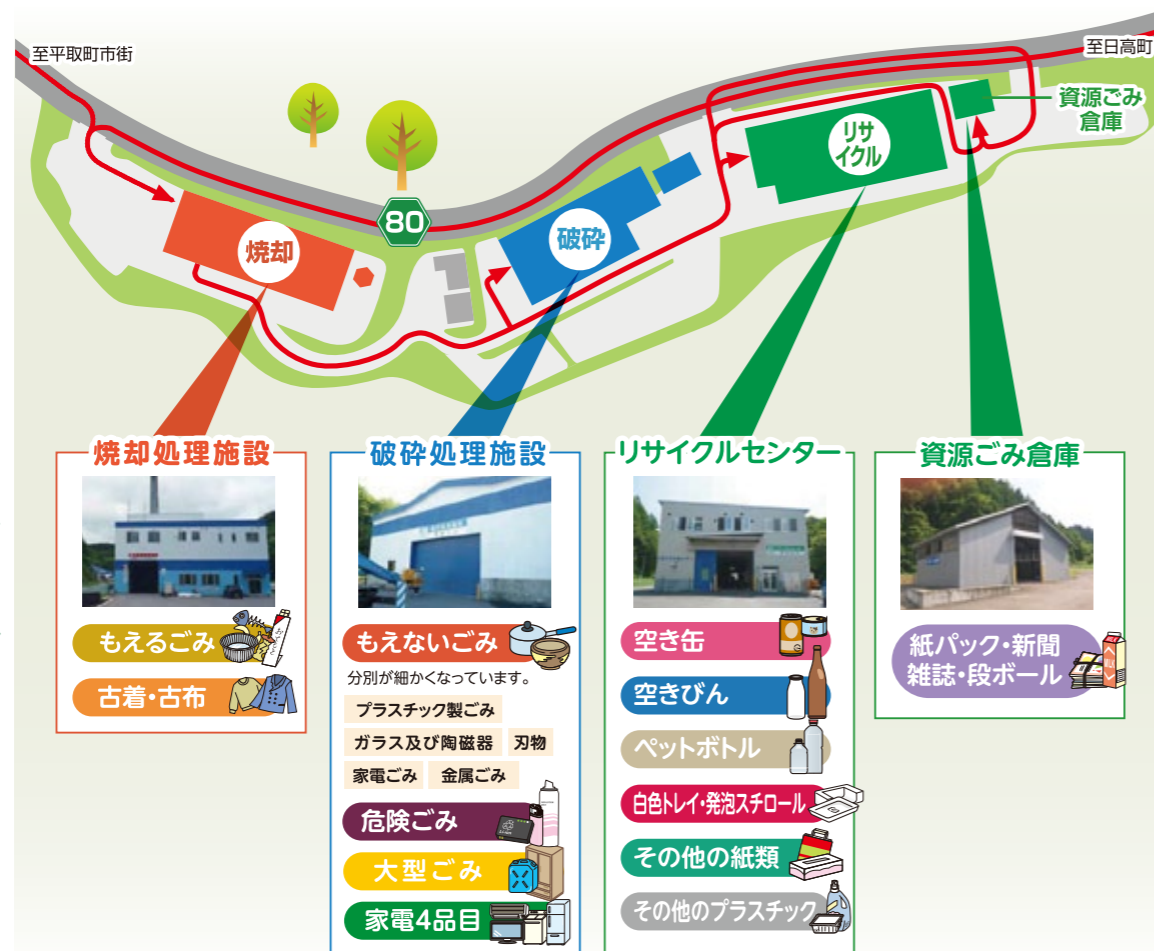 至平取町市街
至日高町
資源ごみ
倉庫
リサ
イクル
80
破砕
焼却
焼却処理施設
もえるごみ
古着・古布
破砕処理施設
もえないごみ
分別が細かくなっています。
プラスチック製ごみ
ガラス及び陶磁器
刃物
家電ごみ
金属ごみ
危険ごみ
大型ごみ
家電4品目
リサイクルセンター
空き缶
空きびん
ペットボトル
白色トレイ・発泡スチロール
その他の紙類
その他のプラスチック
資源ごみ倉庫
紙パック・新聞
雑誌・段ボール
MILK